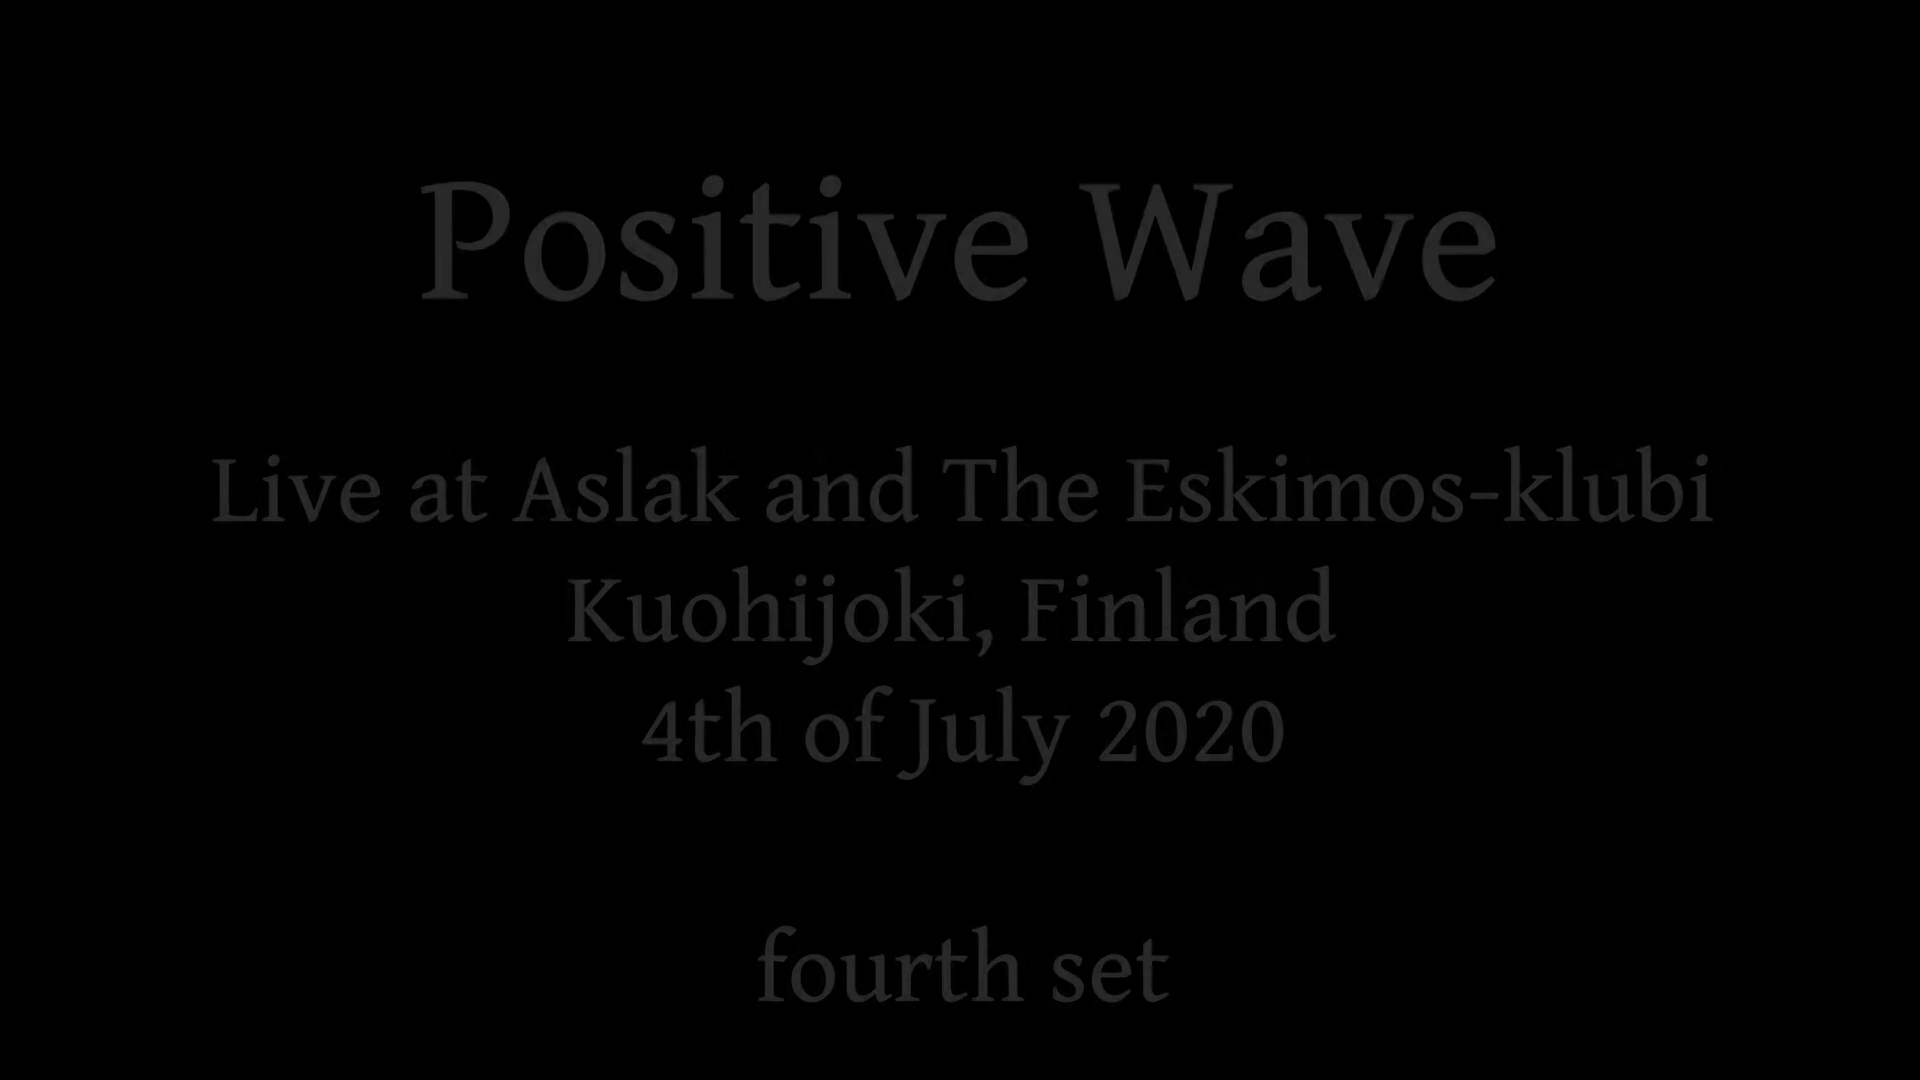 Positive Wave
Live at Aslak and The Eskimos-klubi
Kuohijoki, Finland
4th of July 2020
fourth set